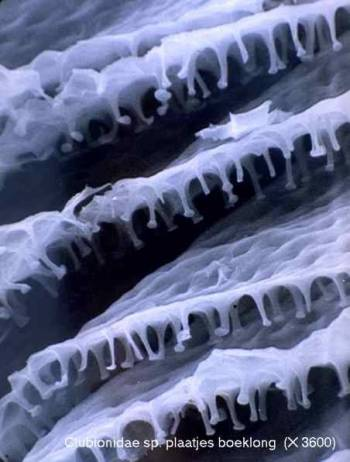 Clubionidae sp. plaatjes boeklong (X 3600)